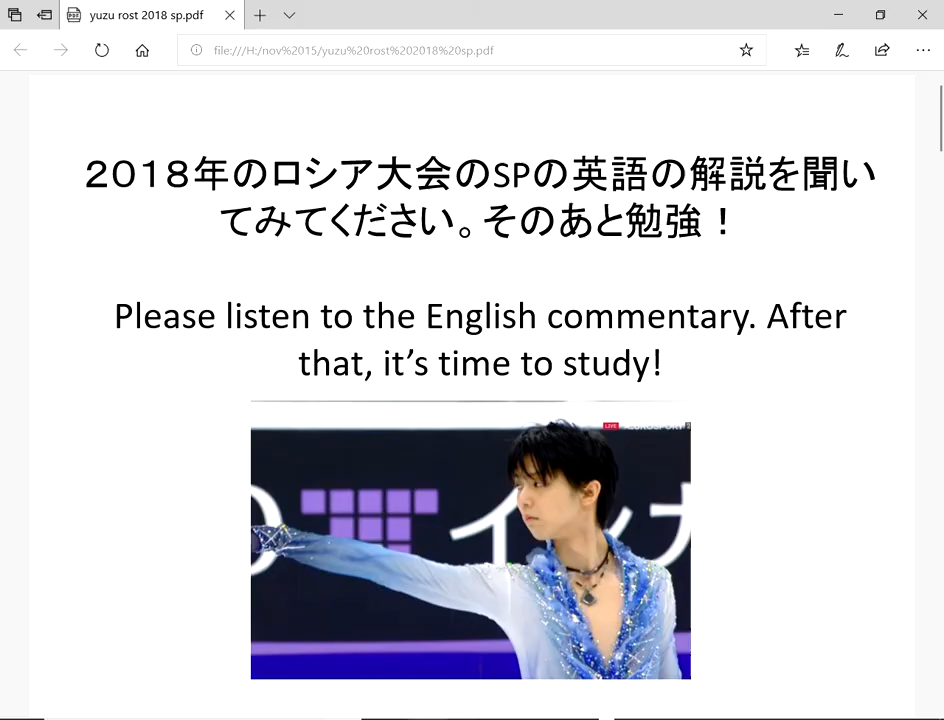 yuzu rost 2018 sp.pdf
file:///H:/nov%2015/yuzu%20rost%202018%20sp.pdf
２０１８年のロシア大会のSPの英語の解説を聞い
てみてください。そのあと勉強！
Please listen to the English commentary. After
that, it’s time to study!
LIVE